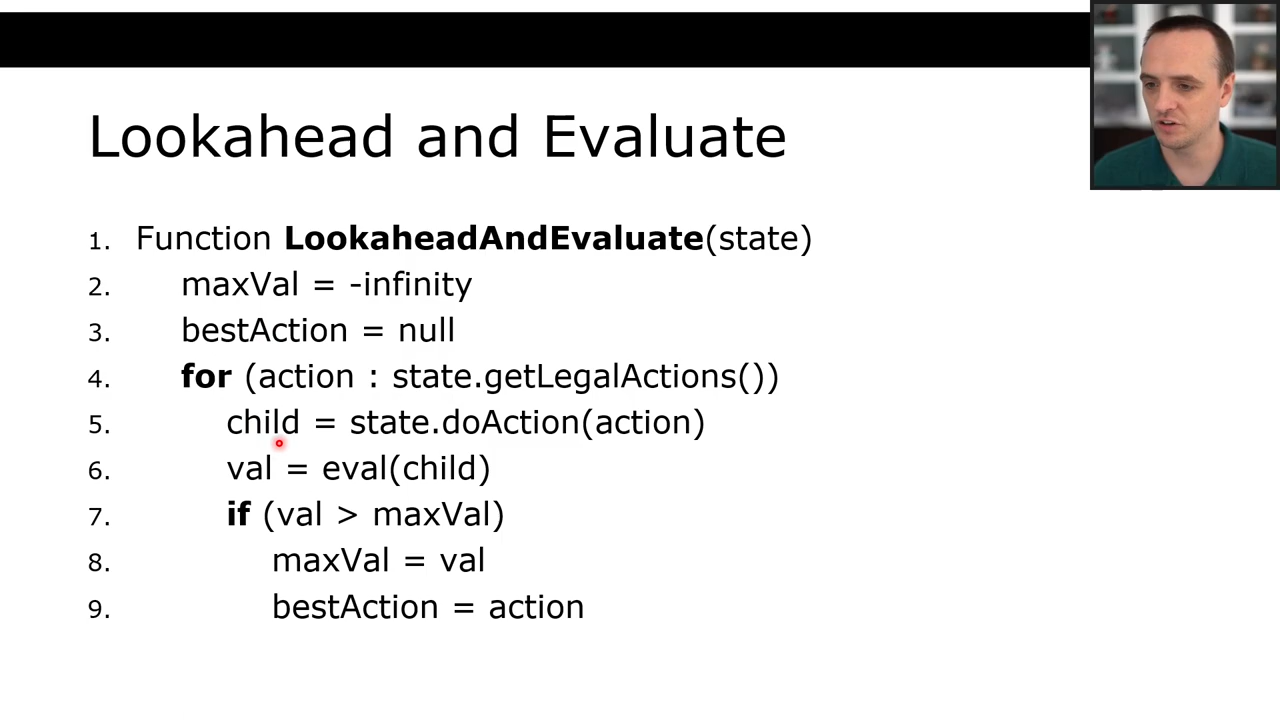 Lookahead and Evaluate
1. Function LookaheadAndEvaluate(state)
2. maxVal = -infinity
3. bestAction = null
4. for (action : state.getLegalActions())
5. child = state.doAction(action)
6. val = eval(child)
7. if (val > maxVal)
8. maxVal = val
9. bestAction = action